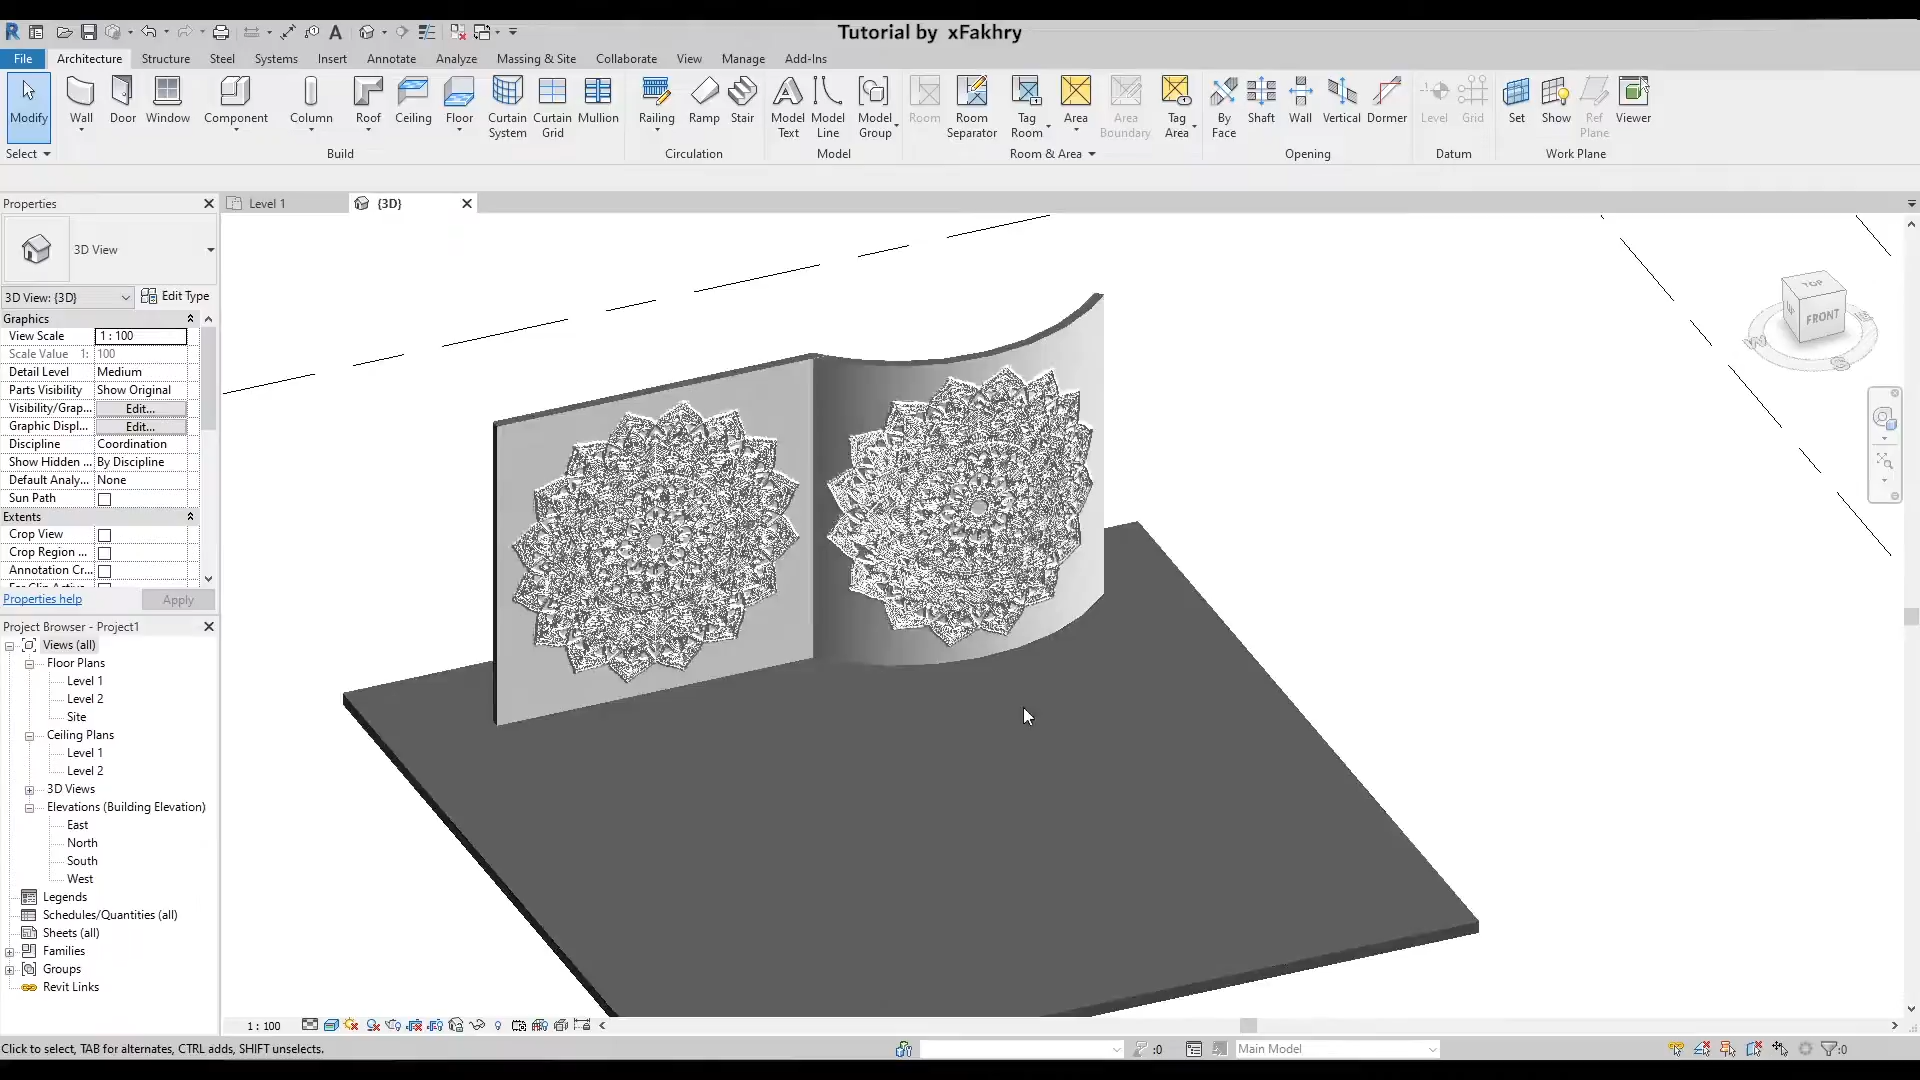 Tutorial by xFakhry
File Architecture Structure Steel Systems Insert Annotate Analyze Massing & Site Collaborate View Manage Add-Ins
Modify Wall Door Window Component Column Roof Ceiling Floor Curtain System Curtain Grid Mullion Railing Ramp Stair Model Text Model Line Model Group Room Room Separator Tag Room Area Area Boundary Tag Area By Face Shaft Wall Vertical Dormer Level Grid Set Show Ref Plane Viewer
Select Build Circulation Model Room & Area Opening Datum Work Plane
Properties
Level 1 {3D}
3D View
3D View: {3D} Edit Type
Graphics
View Scale 1 : 100
Scale Value 1: 100
Detail Level Medium
Parts Visibility Show Original
Visibility/Grap... Edit...
Graphic Displ... Edit...
Discipline Coordination
Show Hidden ... By Discipline
Default Analy... None
Sun Path
Extents
Crop View
Crop Region ...
Annotation Cr...
Properties help Apply
TOP
FRONT
Project Browser - Project1
Views (all)
Floor Plans
Level 1
Level 2
Site
Ceiling Plans
Level 1
Level 2
3D Views
Elevations (Building Elevation)
East
North
South
West
Legends
Schedules/Quantities (all)
Sheets (all)
Families
Groups
Revit Links
1 : 100
Click to select, TAB for alternates, CTRL adds, SHIFT unselects. :0 Main Model :0